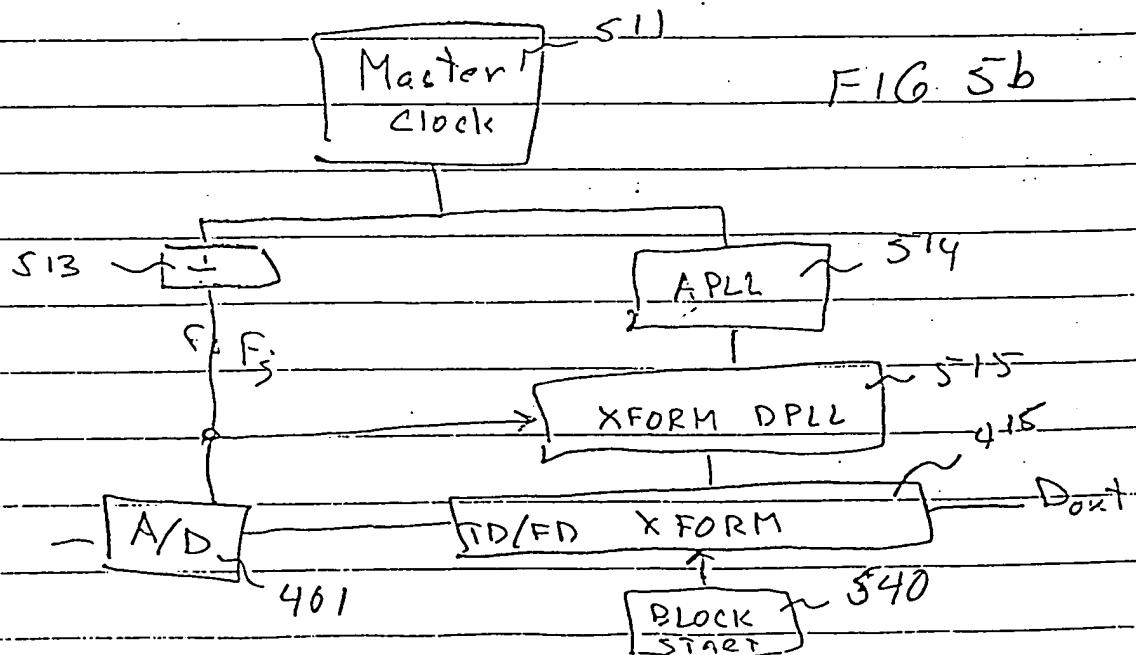 511
Master
Clock
FIG. 5b
513
514
APLL
515
XFORM DPLL
415
A/D
TD/FD XFORM
Dout
401
540
BLOCK
START